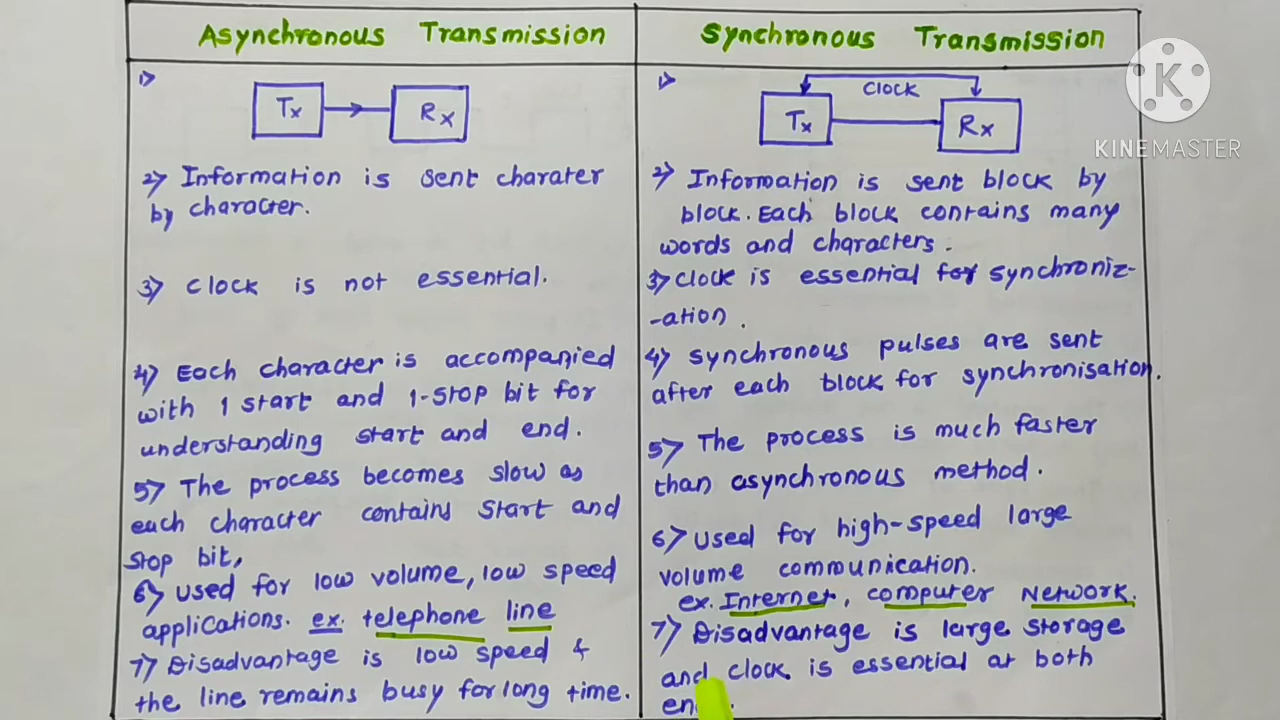 Asynchronous Transmission
1)
Tx
Rx
2) Information is sent charater
by character.
3) Clock is not essential.
4) Each character is accompanied
with 1 start and 1-stop bit for
understanding start and end.
5) The process becomes slow as
each character contains start and
stop bit,
6) used for low volume, low speed
applications. ex. telephone line
7) Disadvantage is low speed &
the line remains busy for long time.
Synchronous Transmission
1)
Clock
Tx
Rx
2) Information is sent block by
block. Each block contains many
words and characters.
3) Clock is essential for synchroniz-
-ation.
4) synchronous pulses are sent
after each block for synchronisation.
5) The process is much faster
than asynchronous method.
6) Used for high-speed large
volume communication.
ex. Internet, computer Network.
7) Disadvantage is large storage
and clock is essential at both
K
KINEMASTER